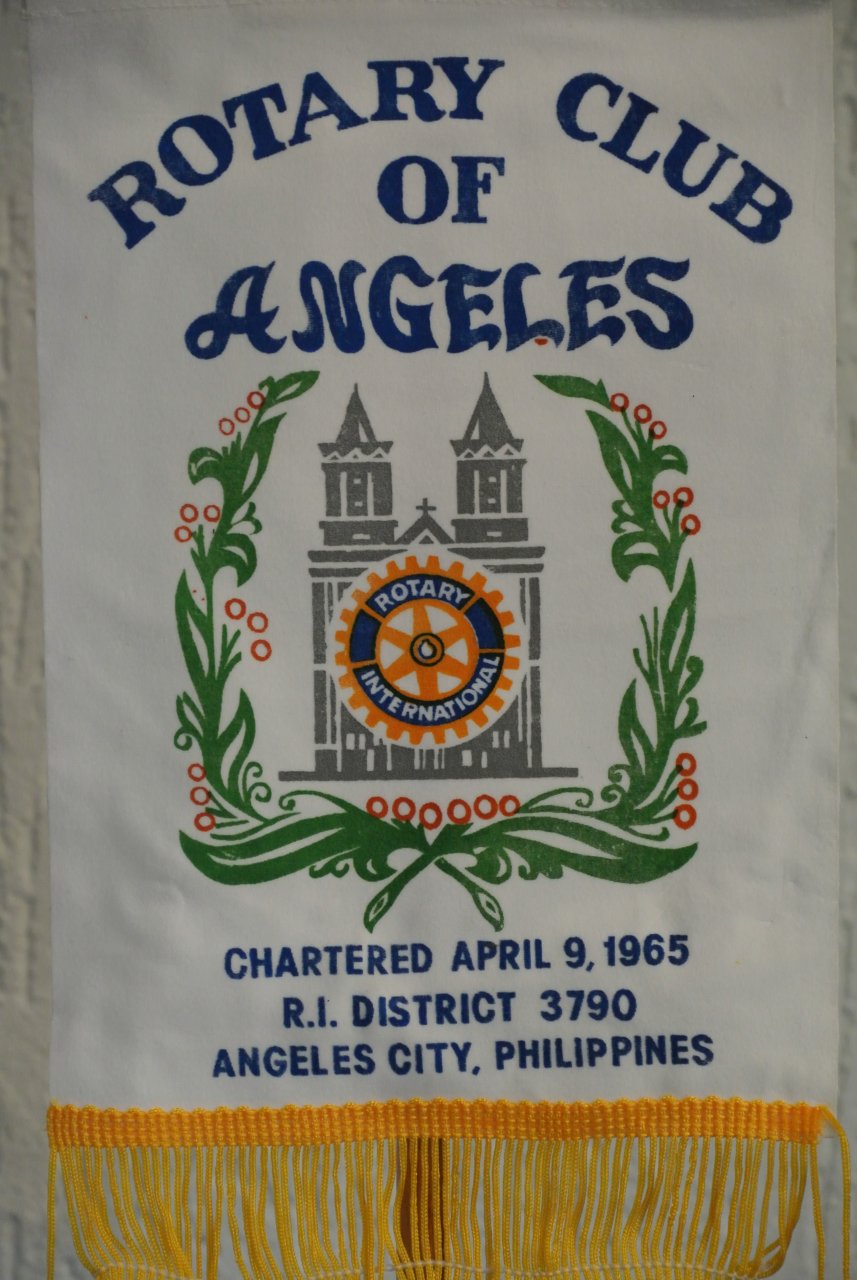 ROTARY CLUB
OF
ANGELES
ROTARY
INTERNATIONAL
CHARTERED APRIL 9, 1965
R.I. DISTRICT 3790
ANGELES CITY, PHILIPPINES